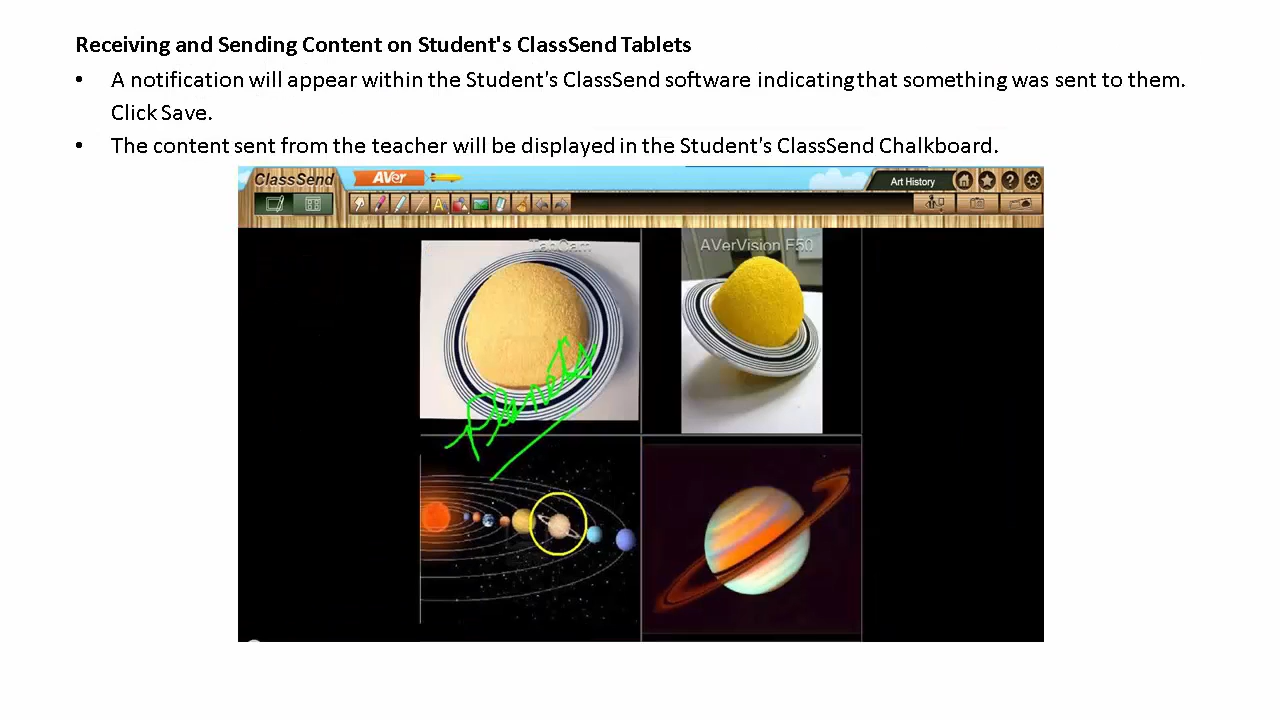 Receiving and Sending Content on Student's ClassSend Tablets
• A notification will appear within the Student's ClassSend software indicating that something was sent to them.
Click Save.
• The content sent from the teacher will be displayed in the Student's ClassSend Chalkboard.
ClassSend
AVer
Art History
A
TabCam
AVerVision F50
Planets